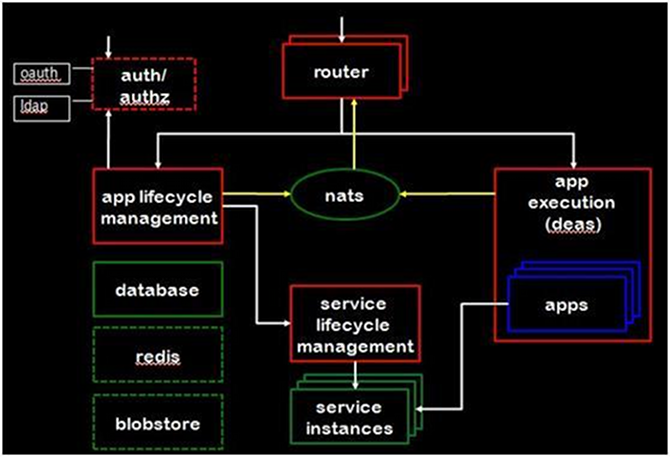 oauth
ldap
auth/
authz
router
app lifecycle
management
nats
app
execution
(deas)
apps
database
redis
blobstore
service
lifecycle
management
service
instances